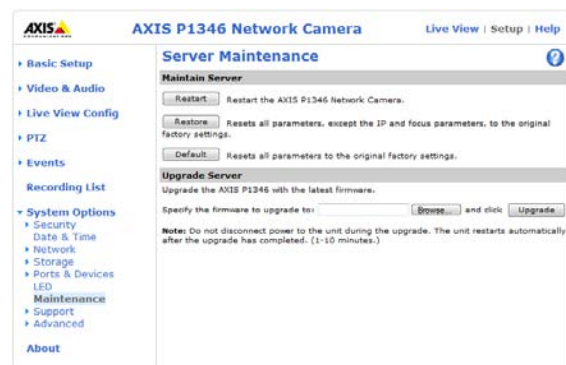 AXIS
AXIS P1346 Network Camera
Live View | Setup | Help
Basic Setup
Video & Audio
Live View Config
PTZ
Events
Recording List
System Options
Security
Date & Time
Network
Storage
Ports & Devices
LED
Maintenance
Support
Advanced
About
Server Maintenance
?
Maintain Server
Restart Restart the AXIS P1346 Network Camera.
Restore Resets all parameters, except the IP and focus parameters, to the original
factory settings.
Default Resets all parameters to the original factory settings.
Upgrade Server
Upgrade the AXIS P1346 with the latest firmware.
Specify the firmware to upgrade to: Browse... and click Upgrade
Note: Do not disconnect power to the unit during the upgrade. The unit restarts automatically
after the upgrade has completed. (1-10 minutes.)